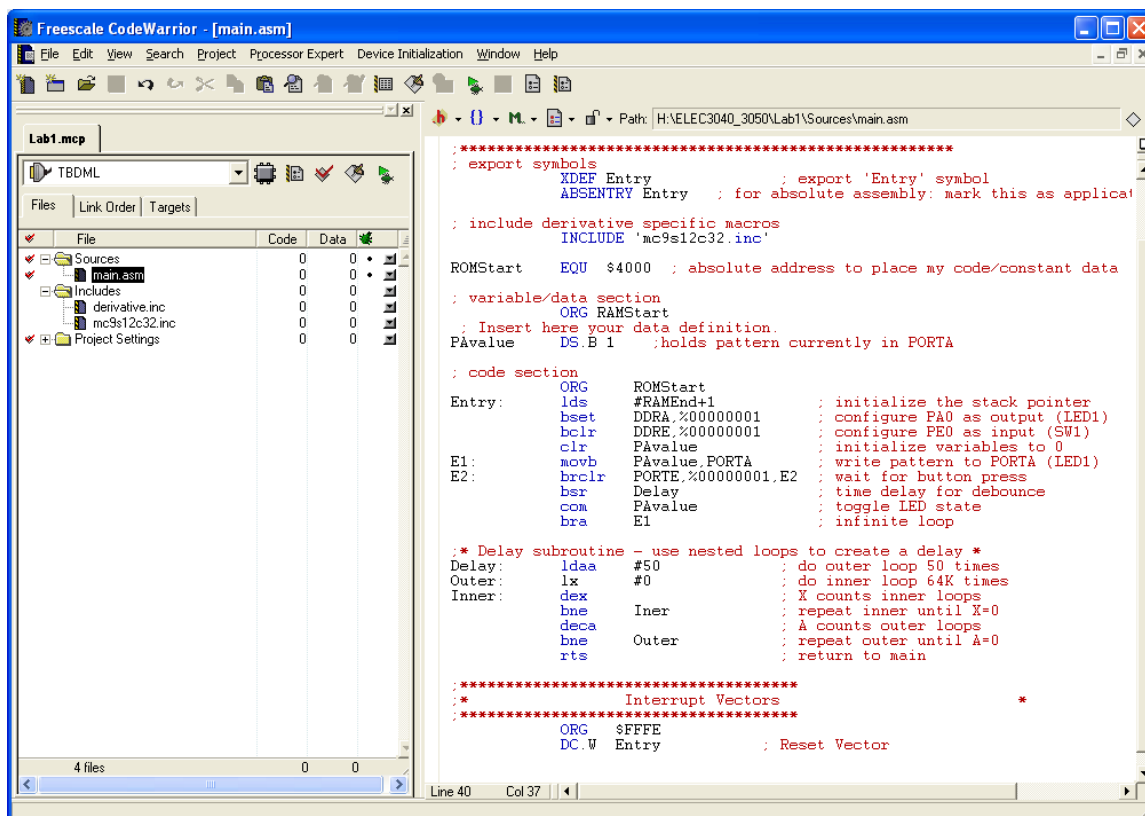 Freescale CodeWarrior - [main.asm]
File Edit View Search Project Processor Expert Device Initialization Window Help
Path: H:\ELEC3040_3050\Lab1\Sources\main.asm
Lab1.mcp
TBDML
Files Link Order Targets
File Code Data
Sources 0 0
main.asm 0 0
Includes 0 0
derivative.inc 0 0
mc9s12c32.inc 0 0
Project Settings 0 0
4 files 0 0
;******************************************************
; export symbols
XDEF Entry ; export 'Entry' symbol
ABSENTRY Entry ; for absolute assembly: mark this as applicat
; include derivative specific macros
INCLUDE 'mc9s12c32.inc'
ROMStart EQU $4000 ; absolute address to place my code/constant data
; variable/data section
ORG RAMStart
; Insert here your data definition.
PAvalue DS.B 1 ;holds pattern currently in PORTA
; code section
ORG ROMStart
Entry: lds #RAMEnd+1 ; initialize the stack pointer
bset DDRA,%00000001 ; configure PA0 as output (LED1)
bclr DDRE,%00000001 ; configure PE0 as input (SW1)
clr PAvalue ; initialize variables to 0
E1: movb PAvalue,PORTA ; write pattern to PORTA (LED1)
E2: brclr PORTE,%00000001,E2 ; wait for button press
bsr Delay ; time delay for debounce
com PAvalue ; toggle LED state
bra E1 ; infinite loop
;* Delay subroutine – use nested loops to create a delay *
Delay: ldaa #50 ; do outer loop 50 times
Outer: lx #0 ; do inner loop 64K times
Inner: dex ; X counts inner loops
bne Iner ; repeat inner until X=0
deca ; A counts outer loops
bne Outer ; repeat outer until A=0
rts ; return to main
;*************************************
;* Interrupt Vectors *
;*************************************
ORG $FFFE
DC.W Entry ; Reset Vector
Line 40 Col 37